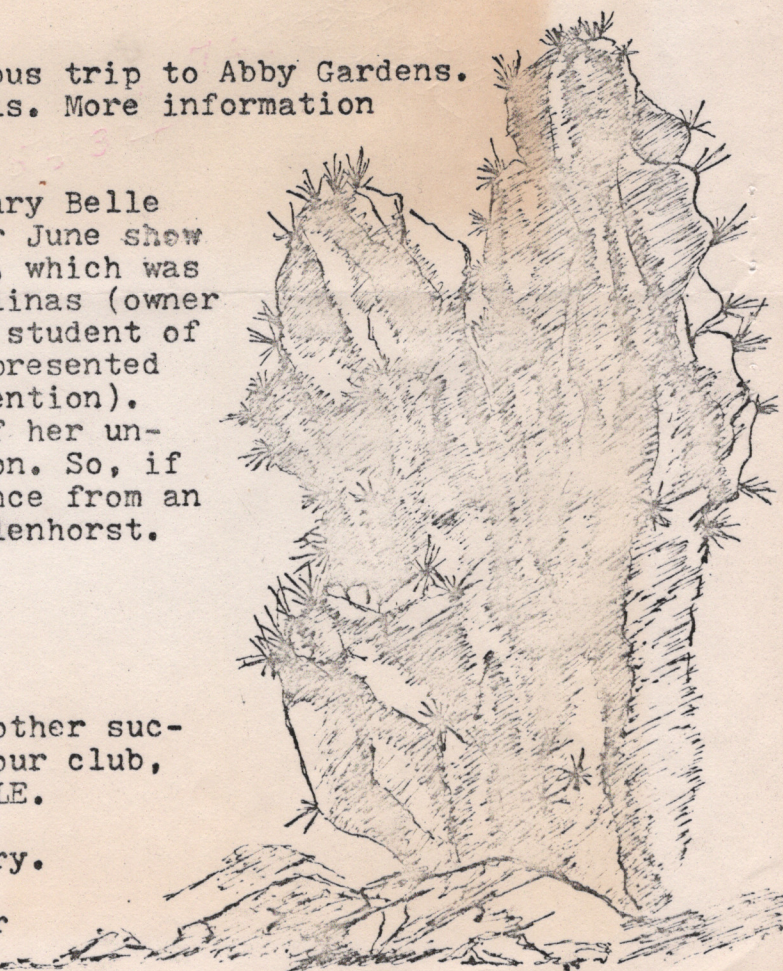 ous trip to Abby Gardens.
ls. More information
ary Belle
r June show
, which was
linas (owner
student of
presented
ention).
f her un-
on. So, if
nce from an
lenhorst.
other suc-
our club,
LE.
ry.
r